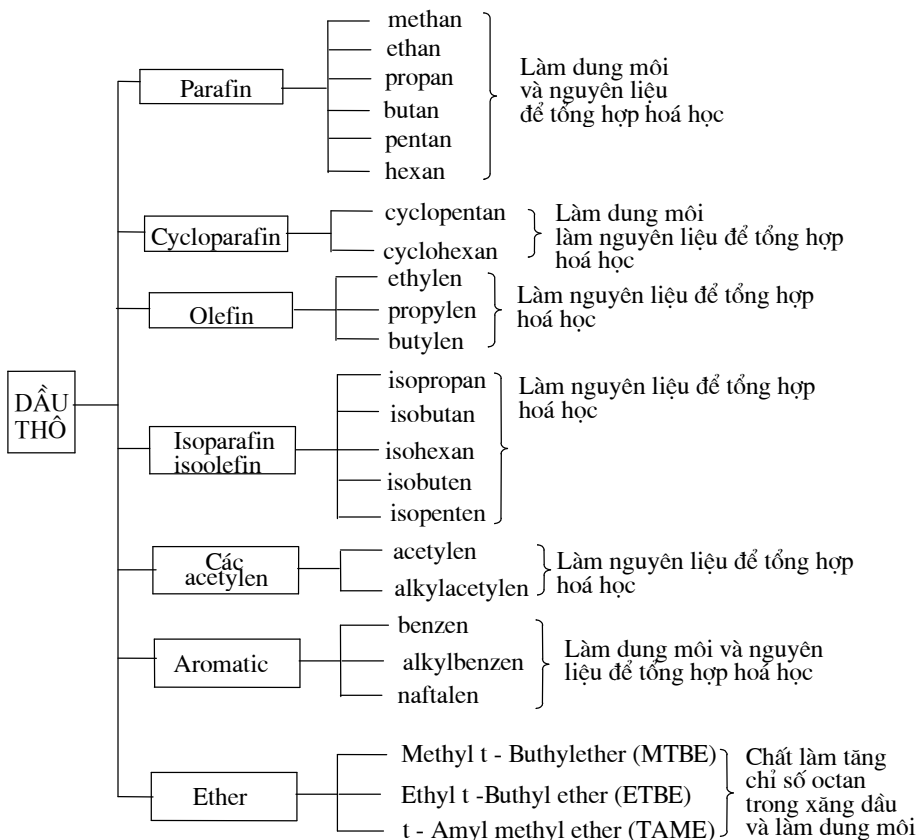 DẦU
THÔ
Parafin
methan
ethan
propan
butan
pentan
hexan
Làm dung môi
và nguyên liệu
để tổng hợp hoá học
Cycloparafin
cyclopentan
cyclohexan
Làm dung môi
làm nguyên liệu để tổng hợp
hoá học
Olefin
ethylen
propylen
butylen
Làm nguyên liệu để tổng hợp
hoá học
Isoparafin
isoolefin
isopropan
isobutan
isohexan
isobuten
isopenten
Làm nguyên liệu để tổng hợp
hoá học
Các
acetylen
acetylen
alkylacetylen
Làm nguyên liệu để tổng hợp
hoá học
Aromatic
benzen
alkylbenzen
naftalen
Làm dung môi và nguyên
liệu để tổng hợp hoá học
Ether
Methyl t - Buthylether (MTBE)
Ethyl t -Buthyl ether (ETBE)
t - Amyl methyl ether (TAME)
Chất làm tăng
chỉ số octan
trong xăng dầu
và làm dung môi